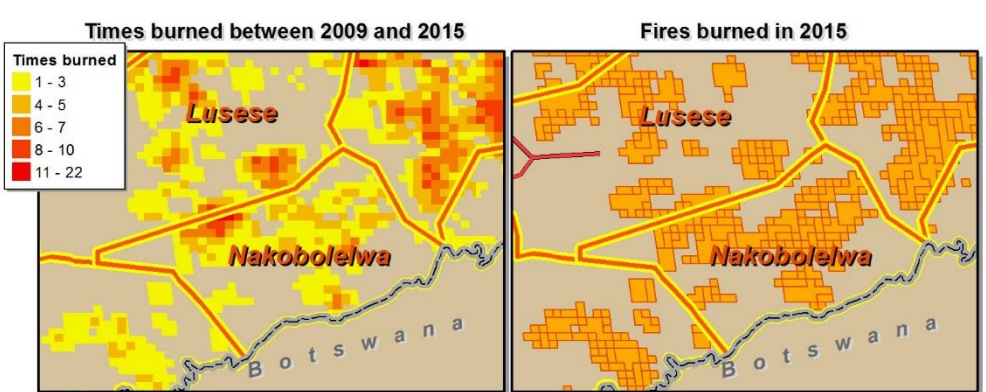 Times burned between 2009 and 2015
Times burned
1 - 3
4 - 5
6 - 7
8 - 10
11 - 22
Lusese
Nakobolelwa
Botswana
Fires burned in 2015
Lusese
Nakobolelwa
Botswana